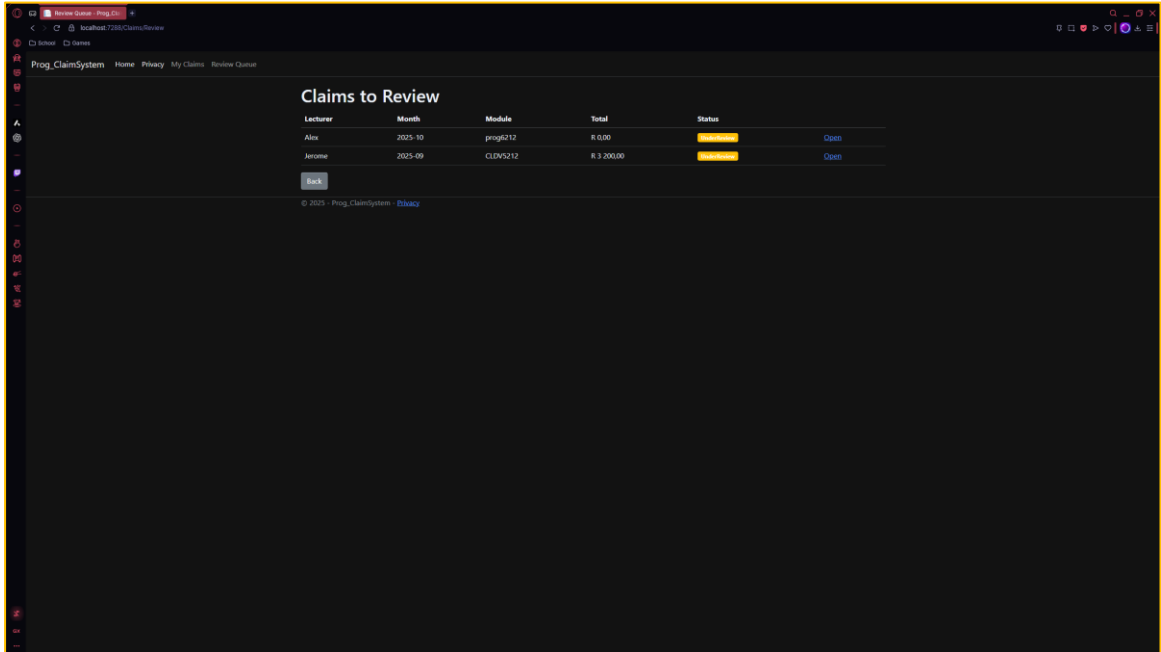 Review Queue - Prog_Cla
localhost:7288/Claims/Review
School Games
Prog_ClaimSystem Home Privacy My Claims Review Queue
Claims to Review
Lecturer Month Module Total Status
Alex 2025-10 prog6212 R 0,00 UnderReview Open
Jerome 2025-09 CLDV5212 R 3 200,00 UnderReview Open
Back
© 2025 - Prog_ClaimSystem - Privacy